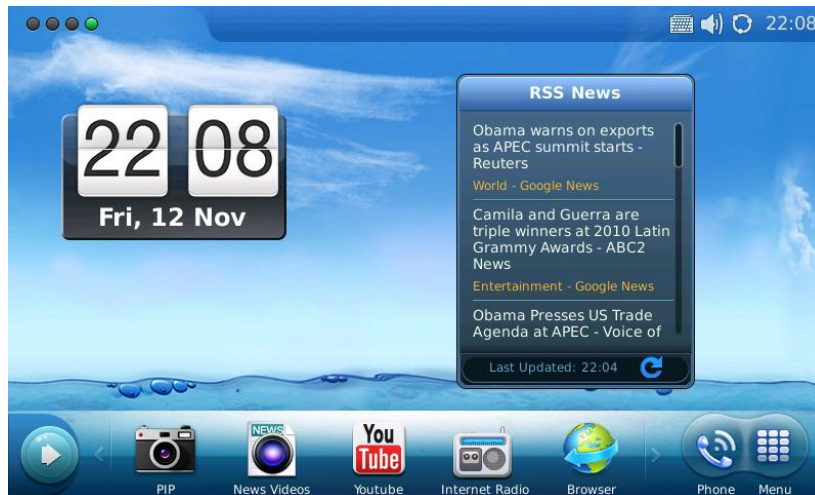 22:08
22 08
Fri, 12 Nov
RSS News
Obama warns on exports
as APEC summit starts -
Reuters
World - Google News
Camila and Guerra are
triple winners at 2010 Latin
Grammy Awards - ABC2
News
Entertainment - Google News
Obama Presses US Trade
Agenda at APEC - Voice of
Last Updated: 22:04
NEWS
You
Tube
PIP
News Videos
Youtube
Internet Radio
Browser
Phone
Menu